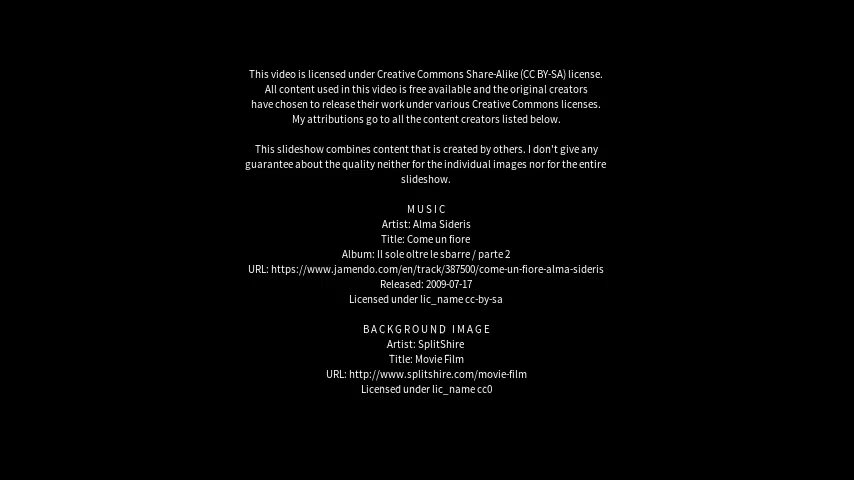 This video is licensed under Creative Commons Share-Alike (CC BY-SA) license.
All content used in this video is free available and the original creators
have chosen to release their work under various Creative Commons licenses.
My attributions go to all the content creators listed below.
This slideshow combines content that is created by others. I don't give any
guarantee about the quality neither for the individual images nor for the entire
slideshow.
MUSIC
Artist: Alma Sideris
Title: Come un fiore
Album: Il sole oltre le sbarre / parte 2
URL: https://www.jamendo.com/en/track/387500/come-un-fiore-alma-sideris
Released: 2009-07-17
Licensed under lic_name cc-by-sa
BACKGROUND IMAGE
Artist: SplitShire
Title: Movie Film
URL: http://www.splitshire.com/movie-film
Licensed under lic_name cc0